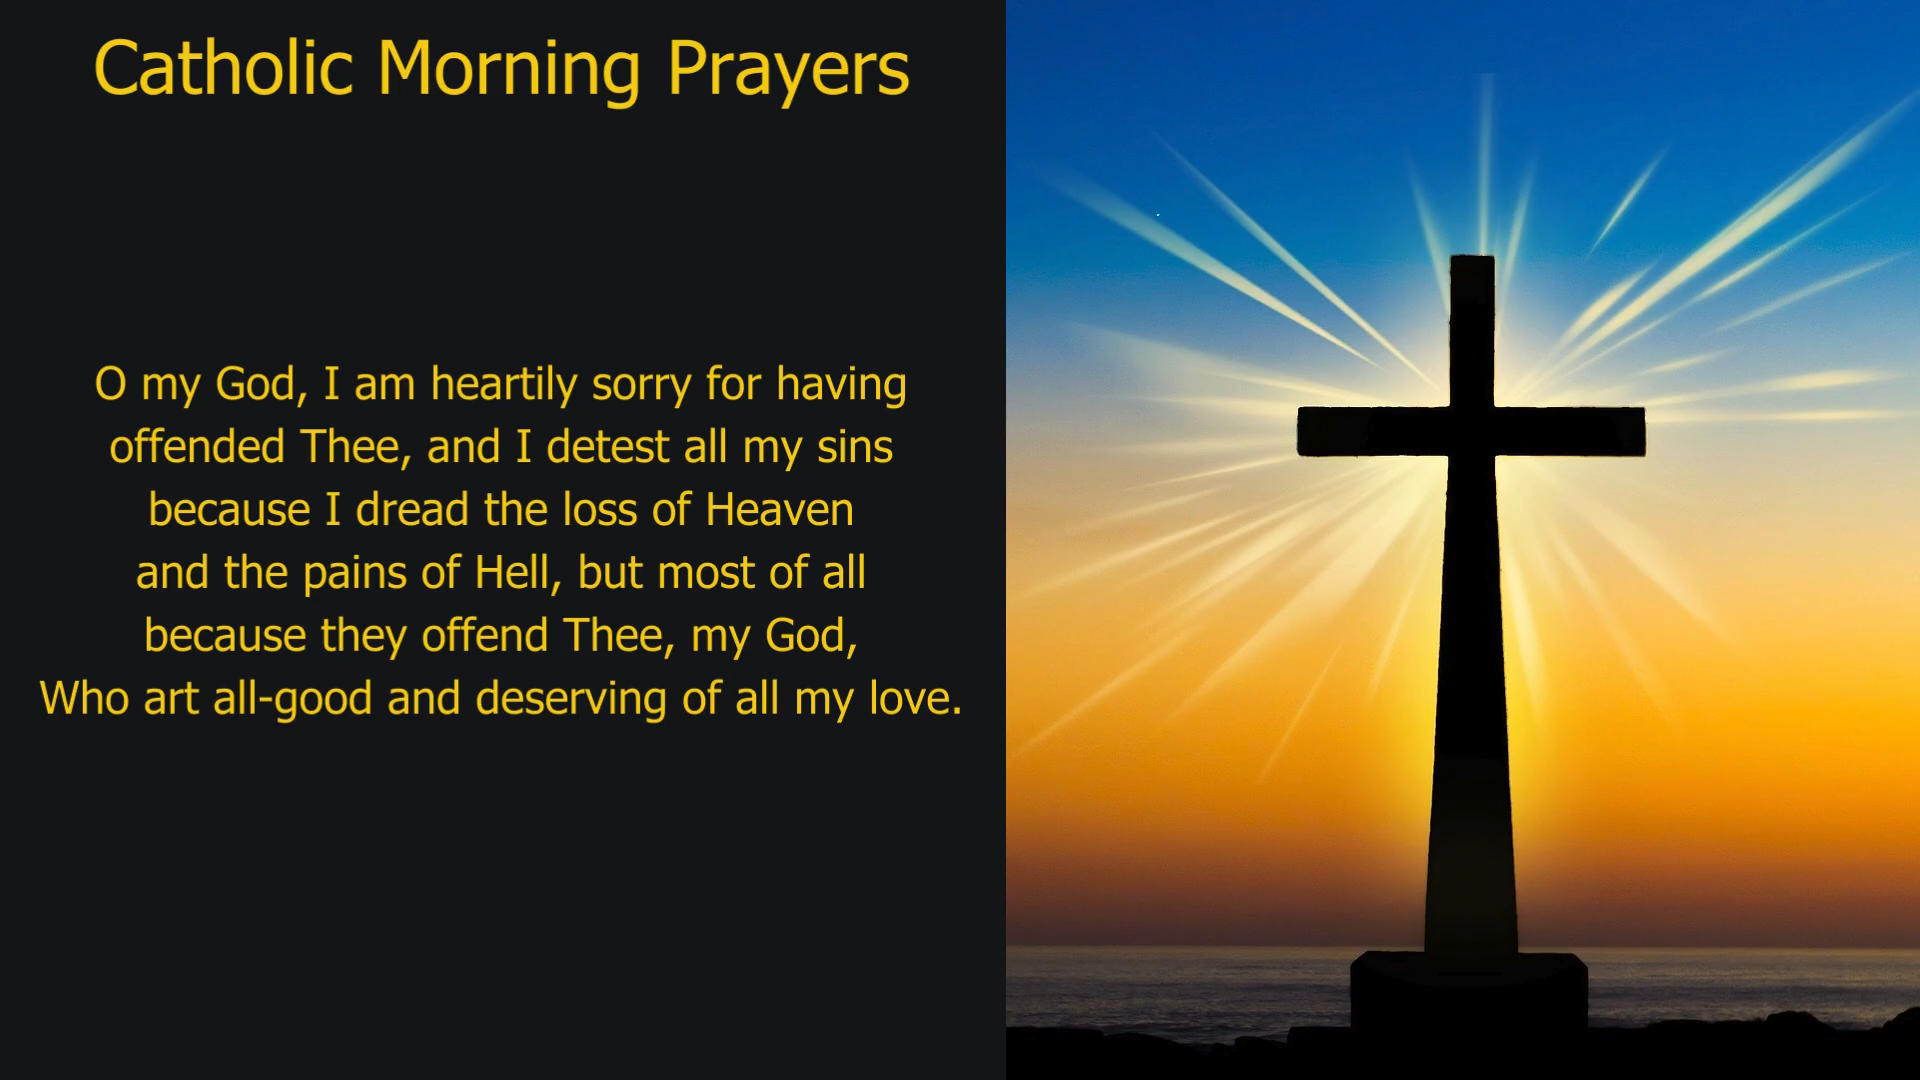 Catholic Morning Prayers
O my God, I am heartily sorry for having
offended Thee, and I detest all my sins
because I dread the loss of Heaven
and the pains of Hell, but most of all
because they offend Thee, my God,
Who art all-good and deserving of all my love.